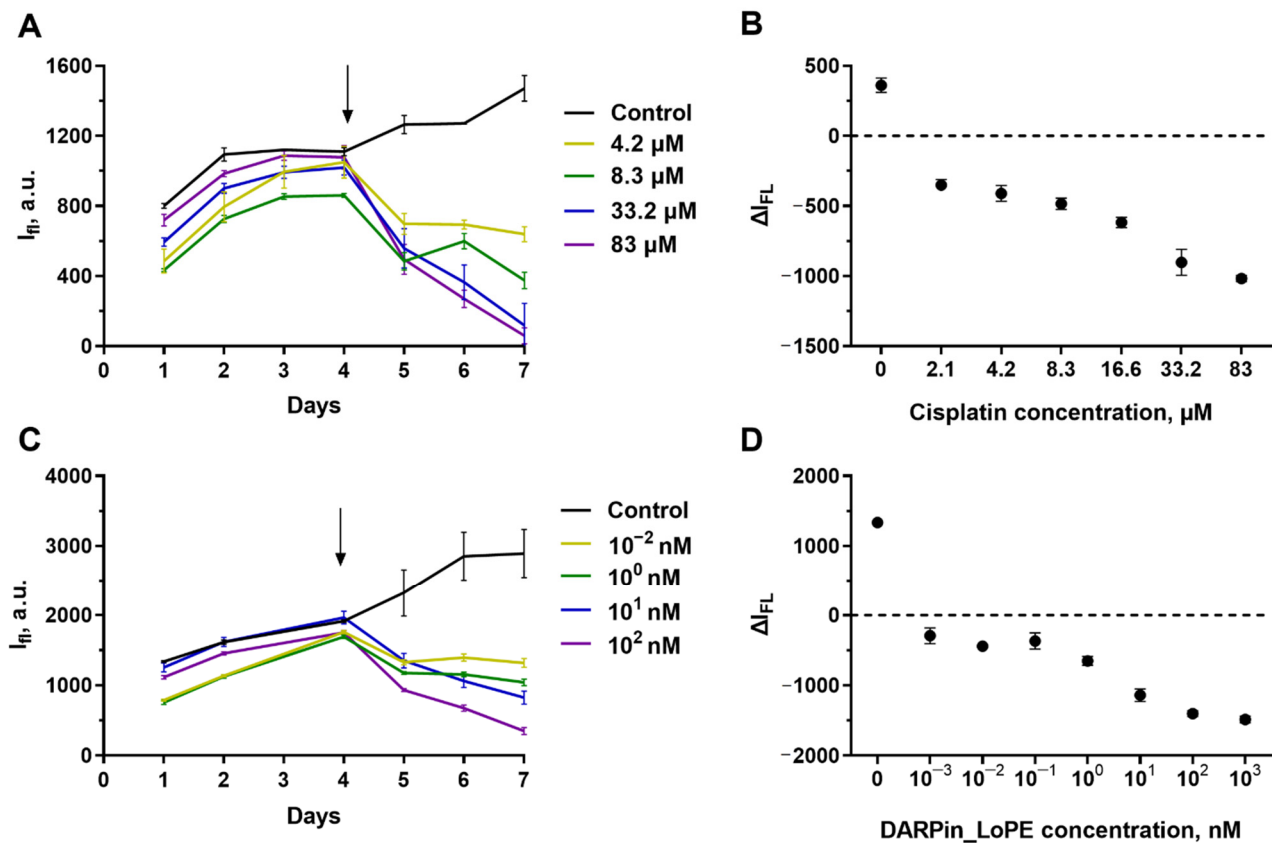 A
1600
1200
800
400
0
I_fl, a.u.
0 1 2 3 4 5 6 7
Days
Control
4.2 µM
8.3 µM
33.2 µM
83 µM
B
500
0
−500
−1000
−1500
ΔI_FL
0 2.1 4.2 8.3 16.6 33.2 83
Cisplatin concentration, µM
C
4000
3000
2000
1000
0
I_fl, a.u.
0 1 2 3 4 5 6 7
Days
Control
10⁻² nM
10⁰ nM
10¹ nM
10² nM
D
2000
1000
0
−1000
−2000
ΔI_FL
0 10⁻³ 10⁻² 10⁻¹ 10⁰ 10¹ 10² 10³
DARPin_LoPE concentration, nM